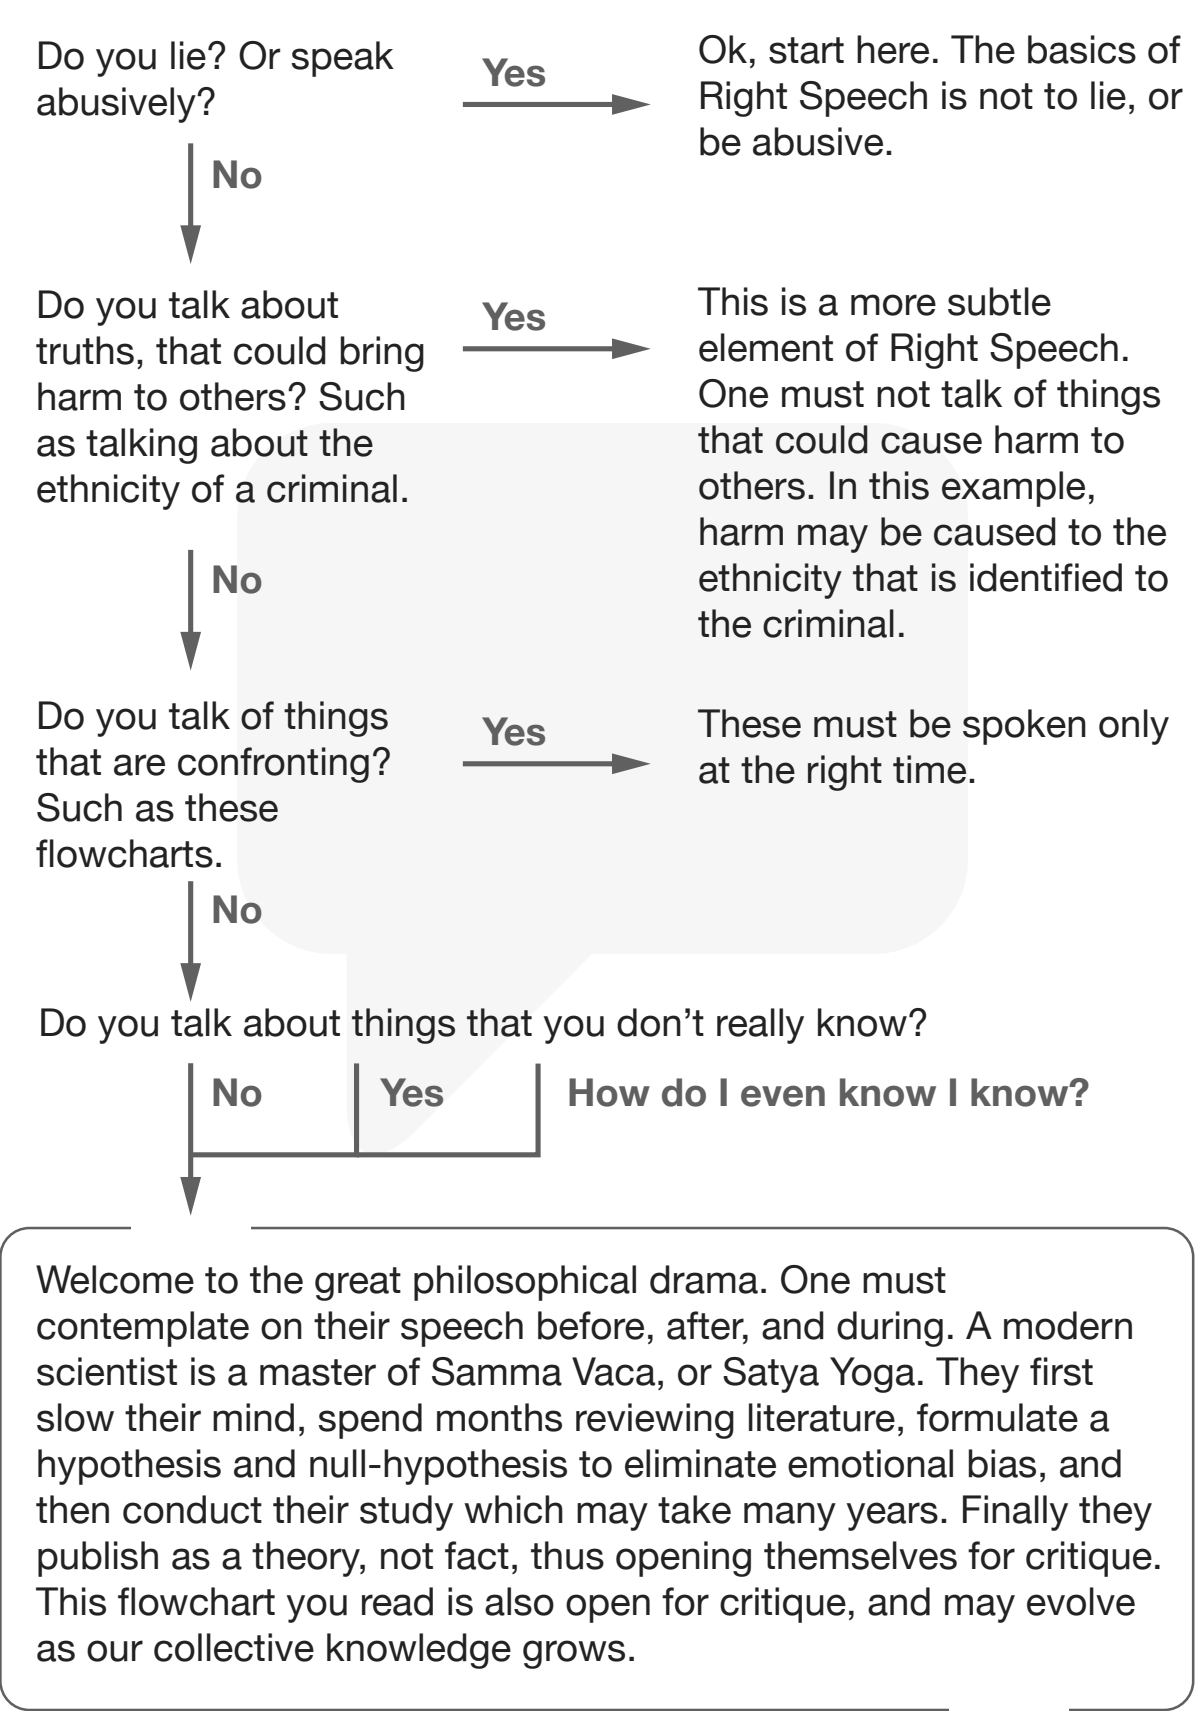 Do you lie? Or speak
abusively?
Yes
Ok, start here. The basics of
Right Speech is not to lie, or
be abusive.
No
Do you talk about
truths, that could bring
harm to others? Such
as talking about the
ethnicity of a criminal.
Yes
This is a more subtle
element of Right Speech.
One must not talk of things
that could cause harm to
others. In this example,
harm may be caused to the
ethnicity that is identified to
the criminal.
No
Do you talk of things
that are confronting?
Such as these
flowcharts.
Yes
These must be spoken only
at the right time.
No
Do you talk about things that you don’t really know?
No
Yes
How do I even know I know?
Welcome to the great philosophical drama. One must
contemplate on their speech before, after, and during. A modern
scientist is a master of Samma Vaca, or Satya Yoga. They first
slow their mind, spend months reviewing literature, formulate a
hypothesis and null-hypothesis to eliminate emotional bias, and
then conduct their study which may take many years. Finally they
publish as a theory, not fact, thus opening themselves for critique.
This flowchart you read is also open for critique, and may evolve
as our collective knowledge grows.